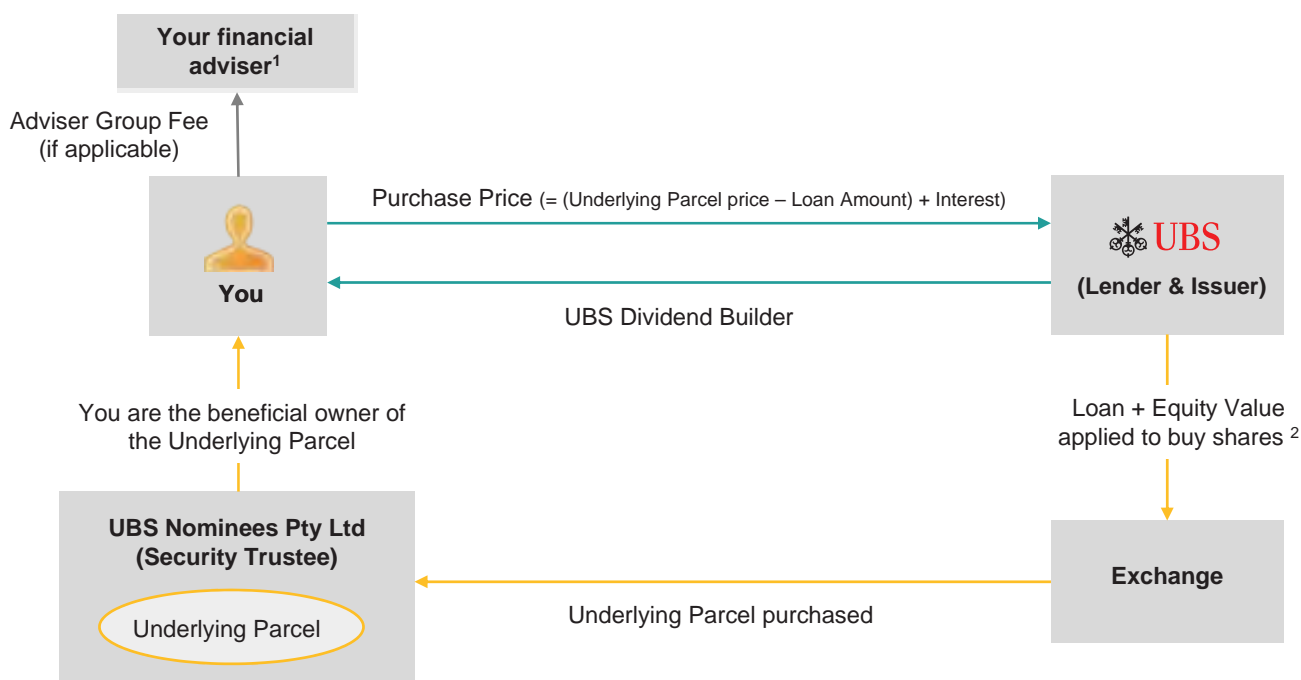 Your financial
adviser1
Adviser Group Fee
(if applicable)
Purchase Price (= (Underlying Parcel price – Loan Amount) + Interest)
You
UBS
(Lender & Issuer)
UBS Dividend Builder
You are the beneficial owner of
the Underlying Parcel
Loan + Equity Value
applied to buy shares 2
UBS Nominees Pty Ltd
(Security Trustee)
Underlying Parcel
Underlying Parcel purchased
Exchange